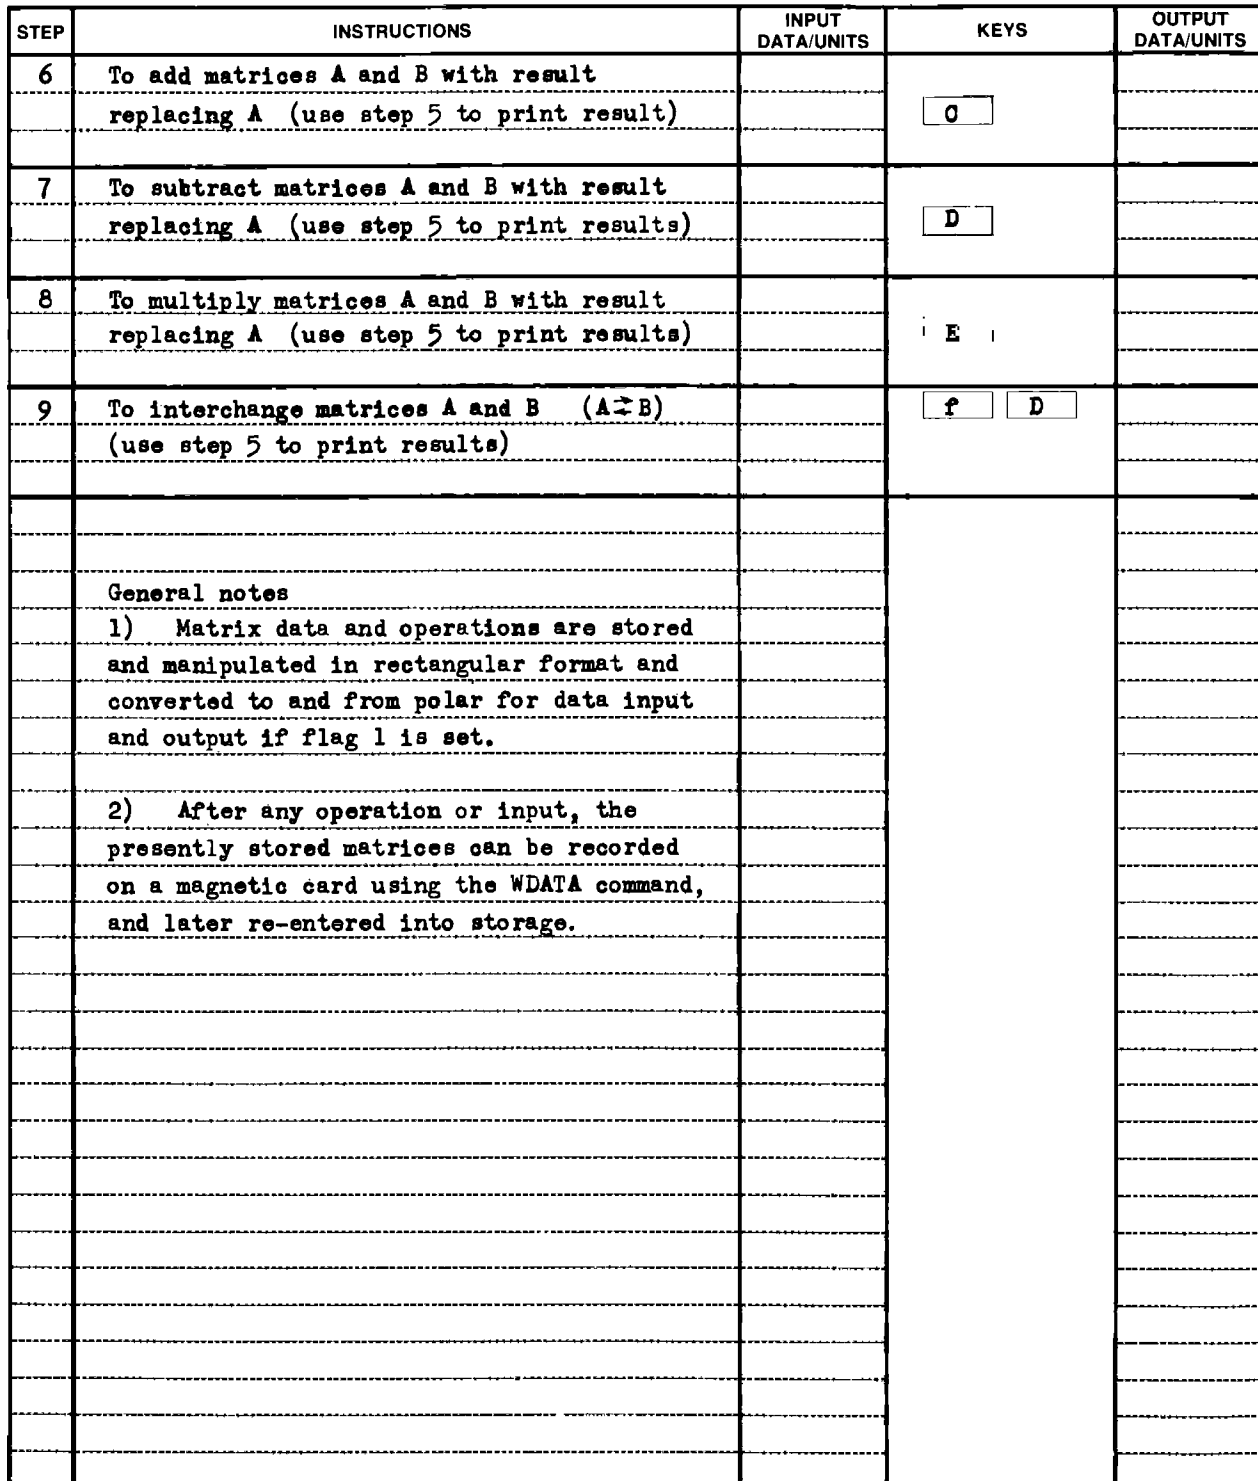 STEP INSTRUCTIONS INPUT DATA/UNITS KEYS OUTPUT DATA/UNITS
6 To add matrices A and B with result
replacing A (use step 5 to print result) C
7 To subtract matrices A and B with result
replacing A (use step 5 to print results) D
8 To multiply matrices A and B with result
replacing A (use step 5 to print results) E
9 To interchange matrices A and B (A⇄B) f D
(use step 5 to print results)
General notes
1) Matrix data and operations are stored
and manipulated in rectangular format and
converted to and from polar for data input
and output if flag 1 is set.
2) After any operation or input, the
presently stored matrices can be recorded
on a magnetic card using the WDATA command,
and later re-entered into storage.